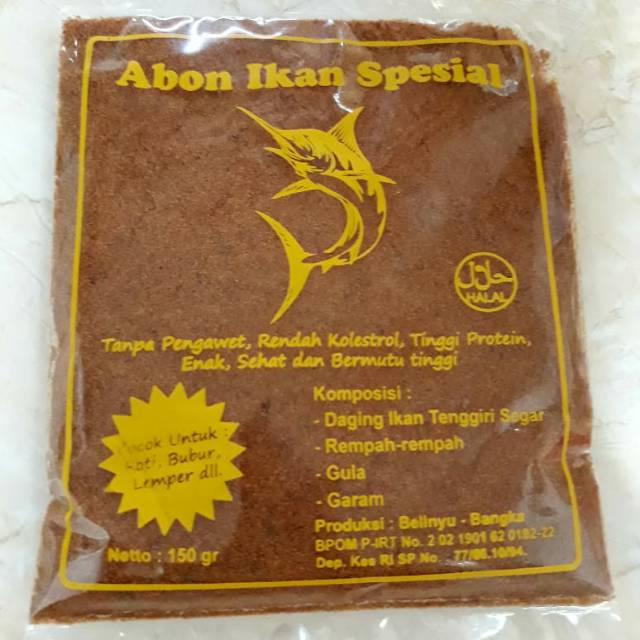 Abon Ikan Spesial
حلال
HALAL
Tanpa Pengawet, Rendah Kolestrol, Tinggi Protein,
Enak, Sehat dan Bermutu tinggi
Cocok Untuk :
Roti, Bubur,
Lemper dll.
Komposisi :
- Daging Ikan Tenggiri Segar
- Rempah-rempah
- Gula
- Garam
Produksi : Belinyu - Bangka
BPOM P-IRT No. 2 02 1901 62 0182-22
Dep. Kes RI SP No. 77/06.10/94.
Netto : 150 gr